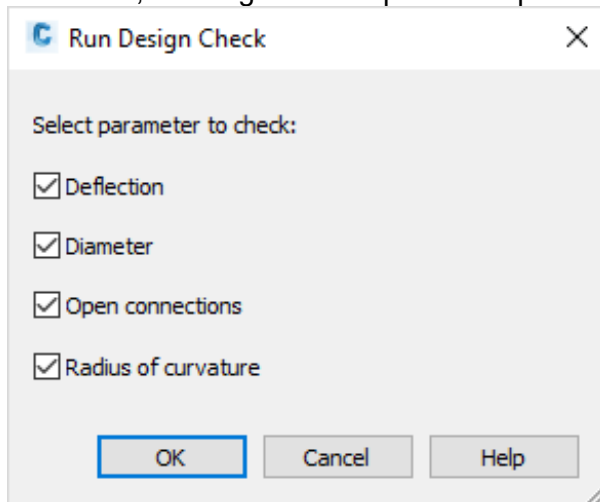 Run Design Check
Select parameter to check:
Deflection
Diameter
Open connections
Radius of curvature
OK Cancel Help